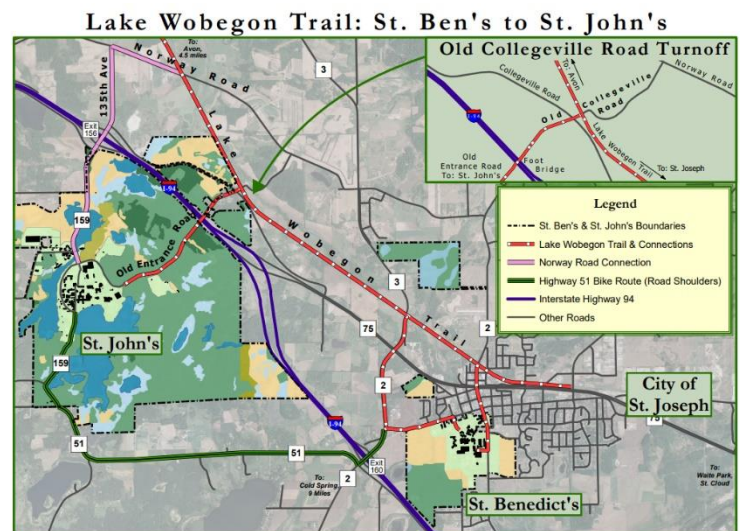 Lake Wobegon Trail: St. Ben's to St. John's
To:
Avon,
4.5 miles
Norway Road
135th Ave
3
Exit
156
I-94
Lake Wobegon Trail
159
Old Entrance Road
St. John's
159
51
51
75
3
2
2
2
I-94
Exit
160
To:
Cold Spring,
9 Miles
St. Benedict's
City of
St. Joseph
75
To:
Waite Park,
St. Cloud
Old Collegeville Road Turnoff
To: Avon
Collegeville Road
Old Collegeville
Road
Norway Road
I-94
Lake Wobegon Trail
Old
Entrance Road
To: St. John's
Foot
Bridge
To: St. Joseph
Legend
St. Ben's & St. John's Boundaries
Lake Wobegon Trail & Connections
Norway Road Connection
Highway 51 Bike Route (Road Shoulders)
Interstate Highway 94
Other Roads